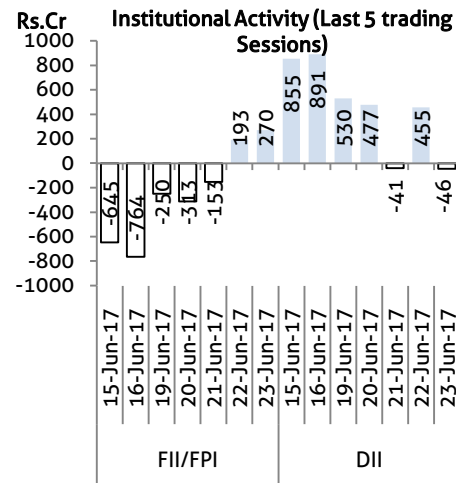 Rs.Cr
Institutional Activity (Last 5 trading
Sessions)
1000
800
600
400
200
0
-200
-400
-600
-800
-1000
-645
-764
-250
-313
-153
193
270
855
891
530
477
-41
455
-46
15-Jun-17
16-Jun-17
19-Jun-17
20-Jun-17
21-Jun-17
22-Jun-17
23-Jun-17
15-Jun-17
16-Jun-17
19-Jun-17
20-Jun-17
21-Jun-17
22-Jun-17
23-Jun-17
FII/FPI
DII